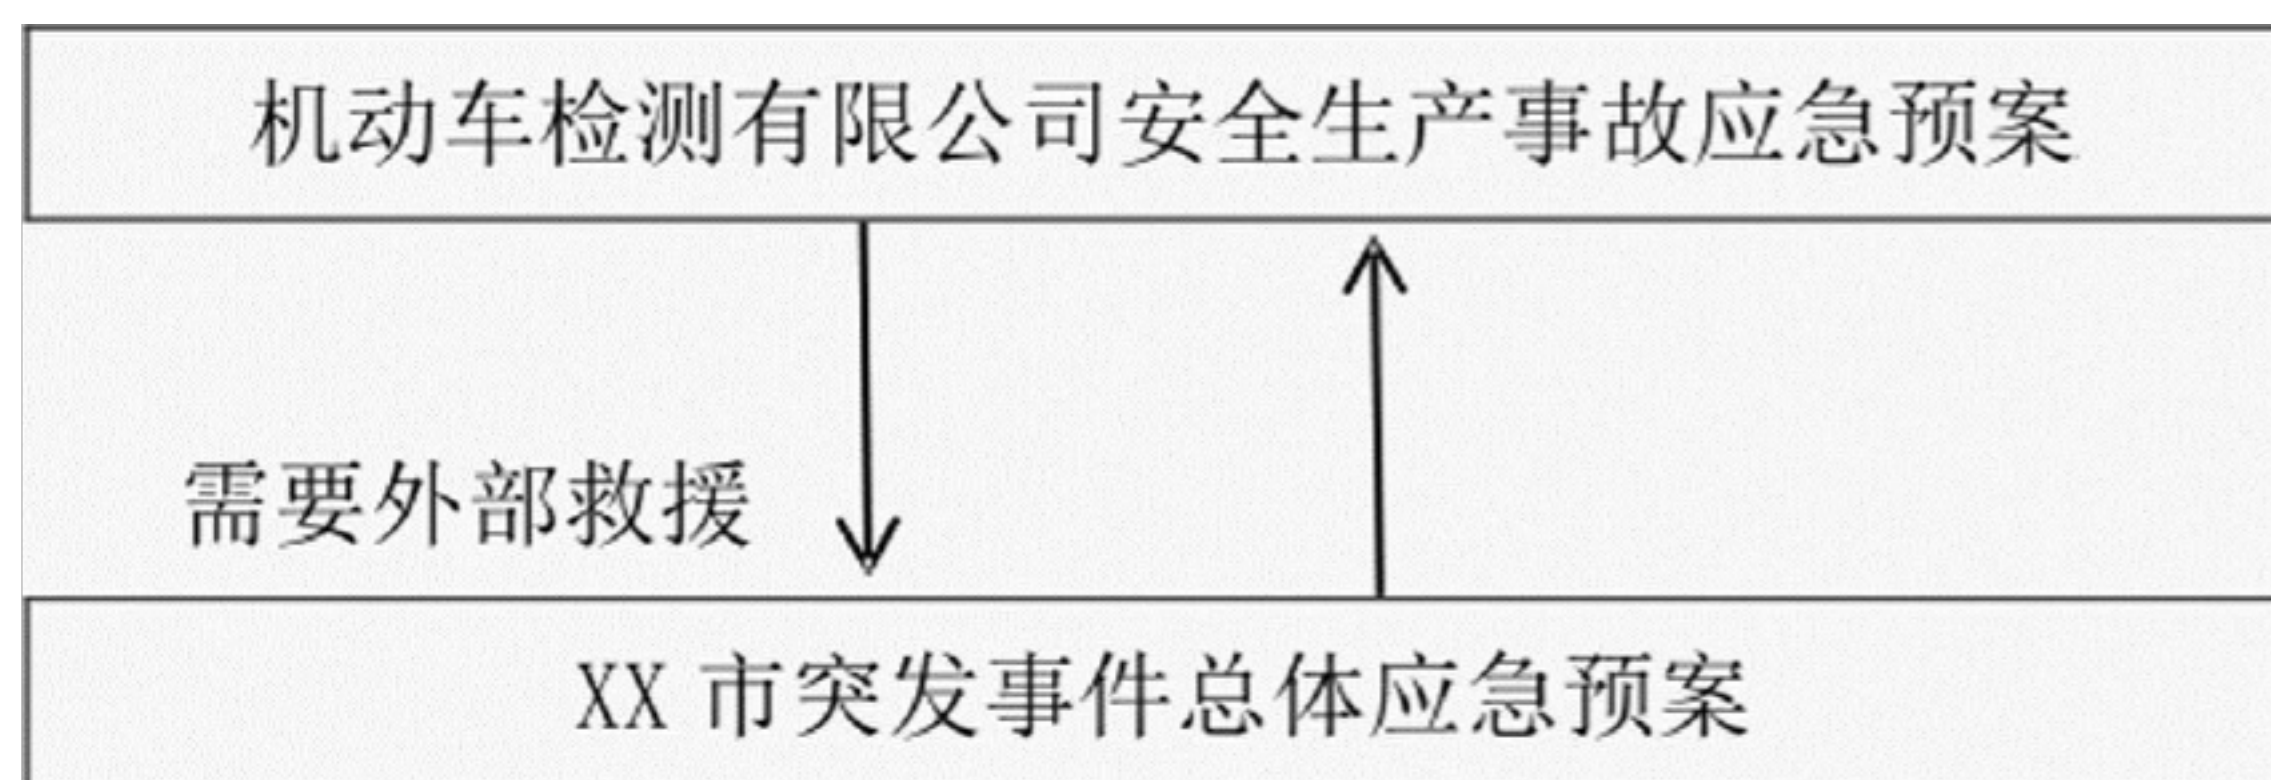 机动车检测有限公司安全生产事故应急预案
需要外部救援
XX 市突发事件总体应急预案